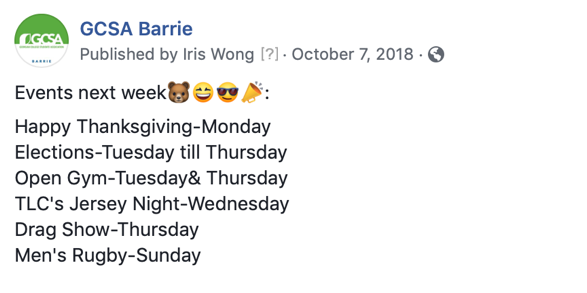 GCSA
BARRIE
GCSA Barrie
Published by Iris Wong [?] · October 7, 2018 ·
Events next week🐻😄😎📣:
Happy Thanksgiving-Monday
Elections-Tuesday till Thursday
Open Gym-Tuesday& Thursday
TLC's Jersey Night-Wednesday
Drag Show-Thursday
Men's Rugby-Sunday